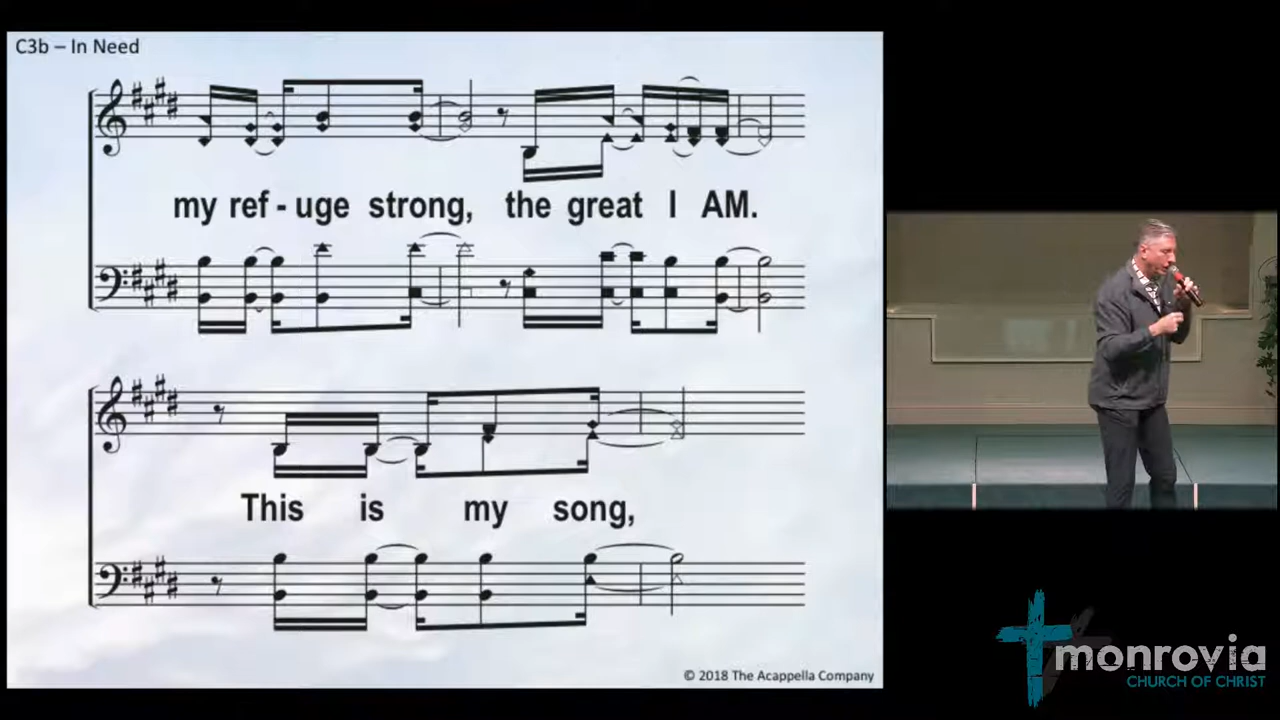 C3b – In Need
my ref - uge strong, the great I AM.
This is my song,
© 2018 The Acappella Company
monrovia
CHURCH OF CHRIST